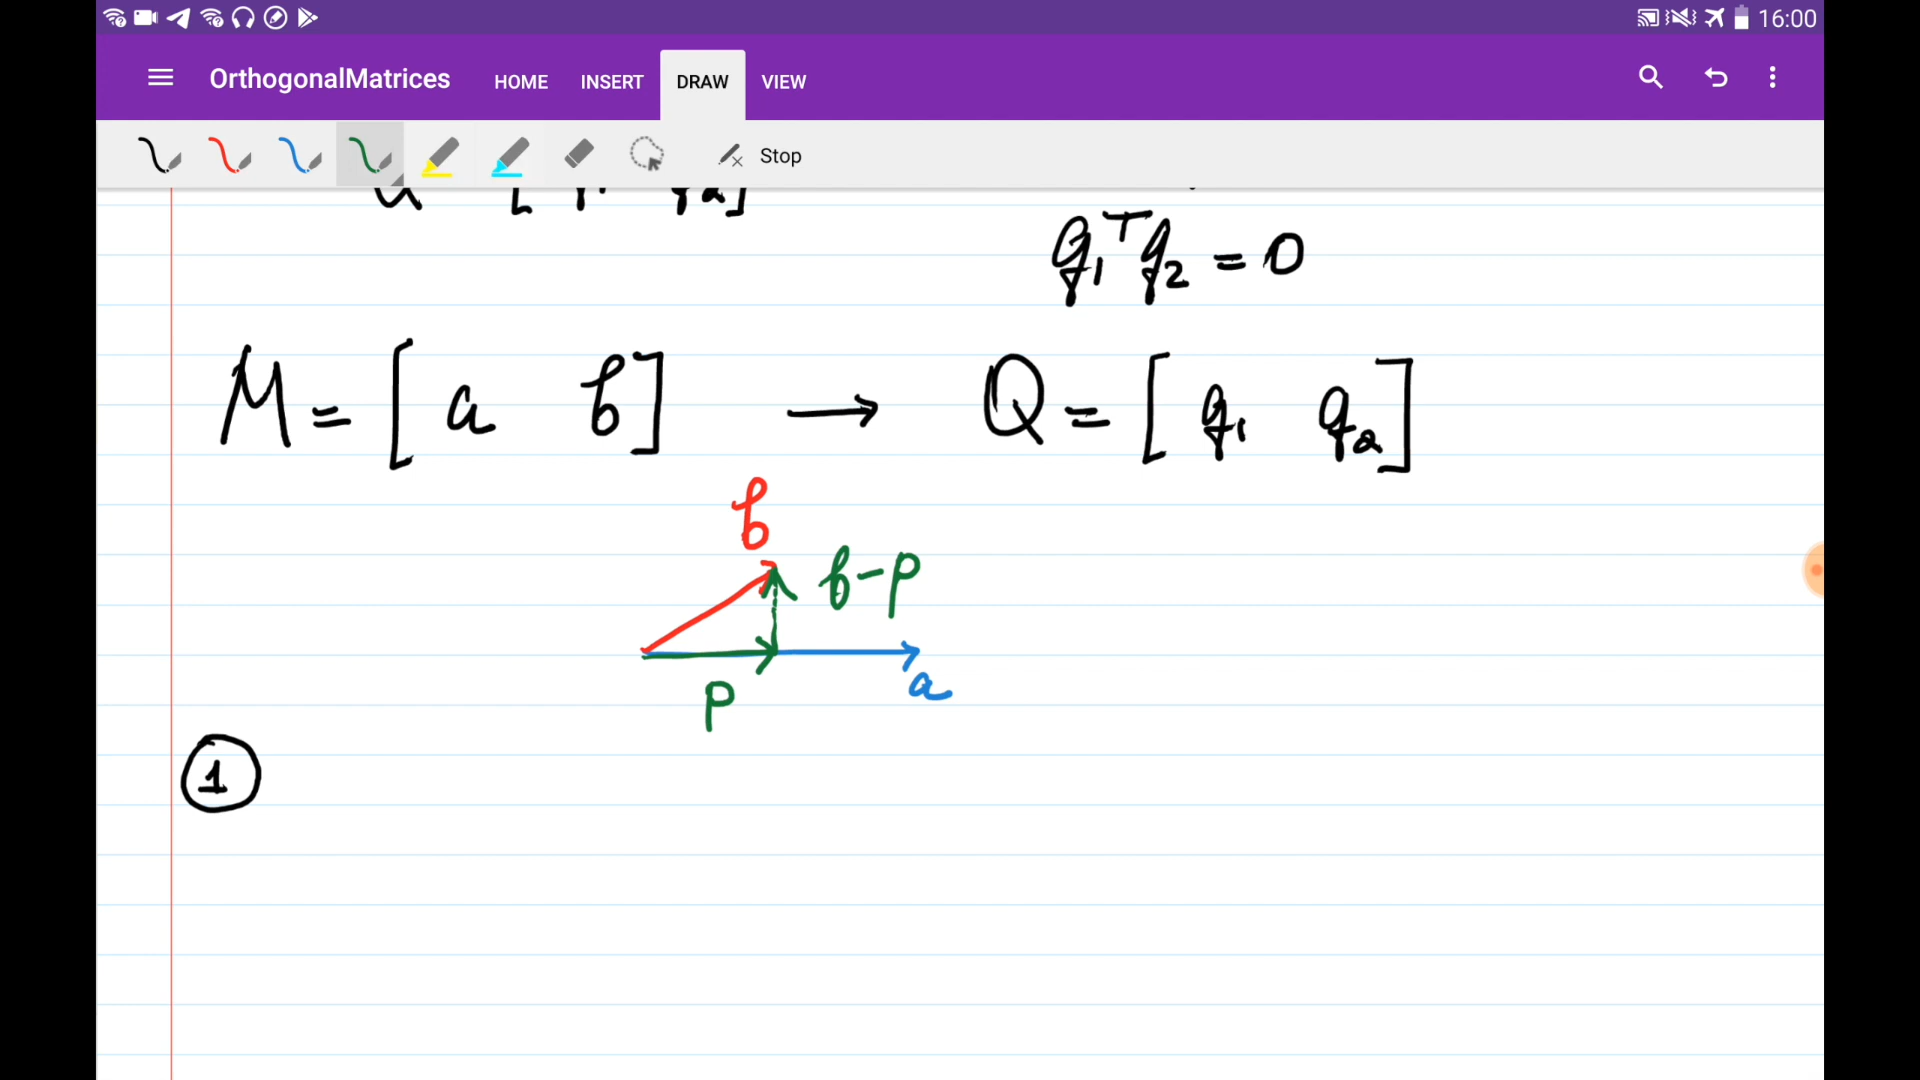 16:00
OrthogonalMatrices HOME INSERT DRAW VIEW
Stop
q₁ᵀq₂ = 0
M = [ a b ] → Q = [ q₁ q₂ ]
b
b-p
a
p
1